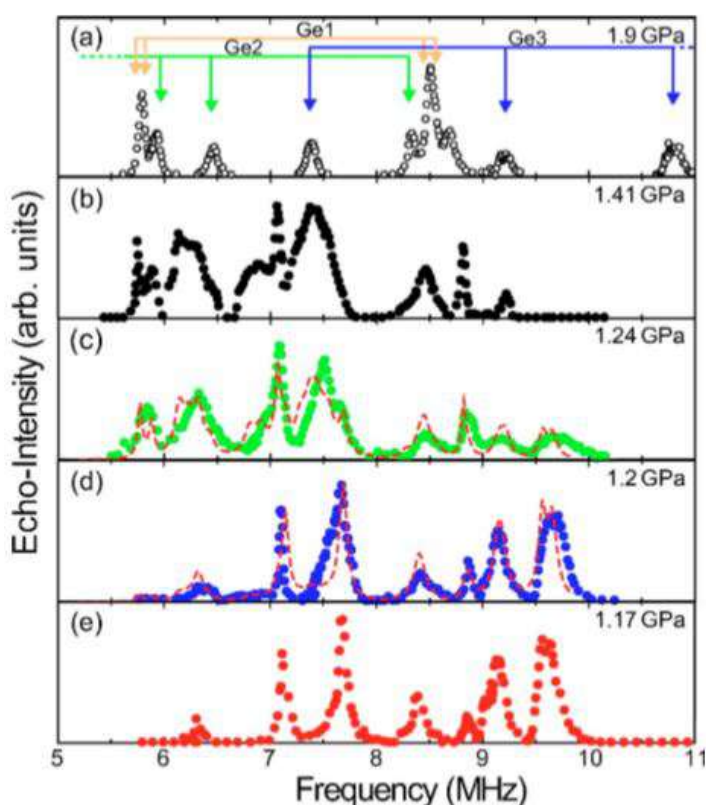 (a) Ge1 1.9 GPa
Ge2 Ge3
(b) 1.41 GPa
(c) 1.24 GPa
(d) 1.2 GPa
(e) 1.17 GPa
Echo-Intensity (arb. units)
5 6 7 8 9 10 11
Frequency (MHz)